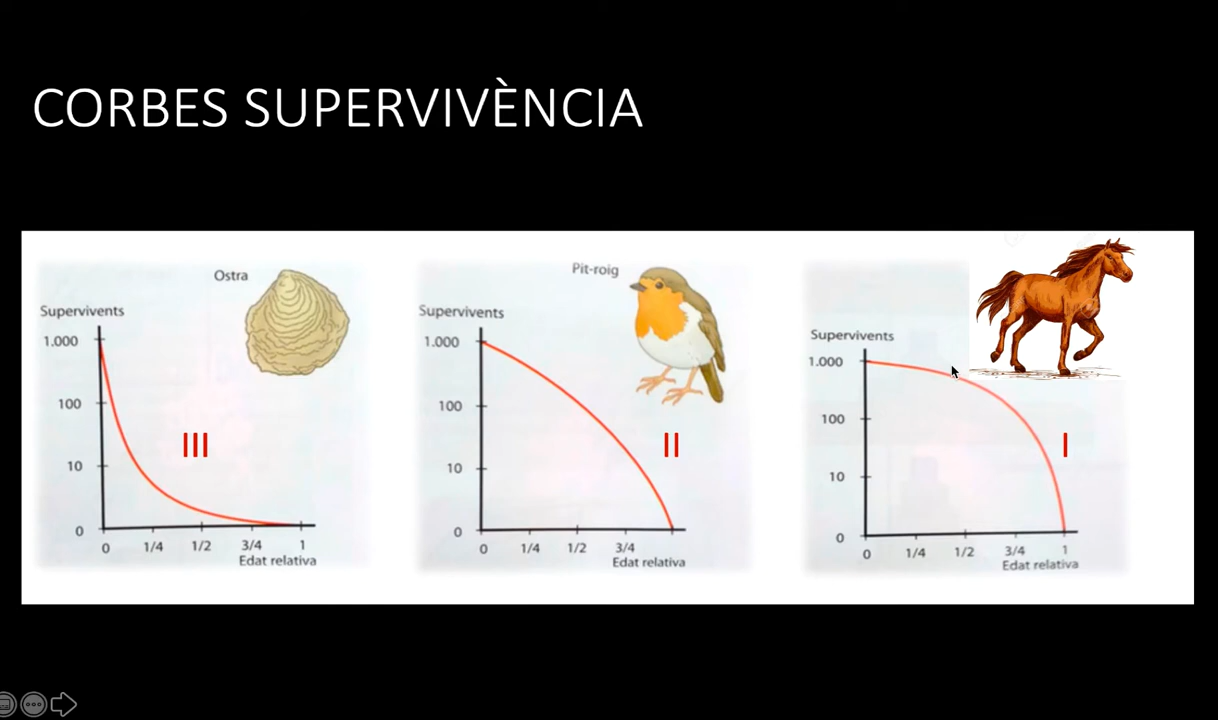 CORBES SUPERVIVÈNCIA
Ostra
Supervivents
1.000
100
10
0
III
0 1/4 1/2 3/4 1
Edat relativa
Pit-roig
Supervivents
1.000
100
10
0
II
0 1/4 1/2 3/4
Edat relativa
Supervivents
1.000
100
10
0
I
0 1/4 1/2 3/4 1
Edat relativa